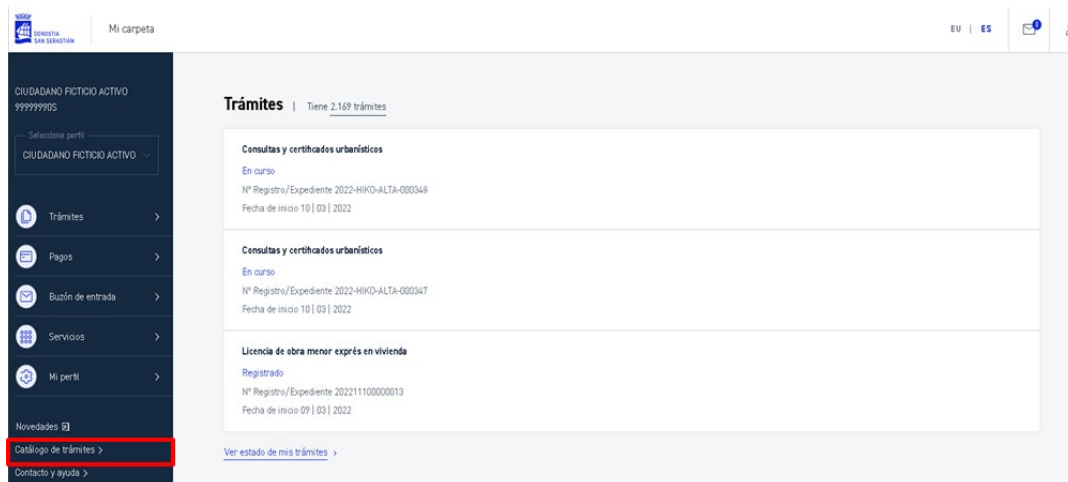 DONOSTIA
SAN SEBASTIÁN
Mi carpeta
EU | ES
0
CIUDADANO FICTICIO ACTIVO
99999990S
Seleccione perfil
CIUDADANO FICTICIO ACTIVO
Trámites
Pagos
Buzón de entrada
Servicios
Mi perfil
Novedades
Catálogo de trámites >
Contacto y ayuda >
Trámites | Tiene 2.169 trámites
Consultas y certificados urbanísticos
En curso
Nº Registro/Expediente 2022-HIKO-ALTA-000348
Fecha de inicio 10 | 03 | 2022
Consultas y certificados urbanísticos
En curso
Nº Registro/Expediente 2022-HIKO-ALTA-000347
Fecha de inicio 10 | 03 | 2022
Licencia de obra menor exprés en vivienda
Registrado
Nº Registro/Expediente 202211100000013
Fecha de inicio 09 | 03 | 2022
Ver estado de mis trámites >